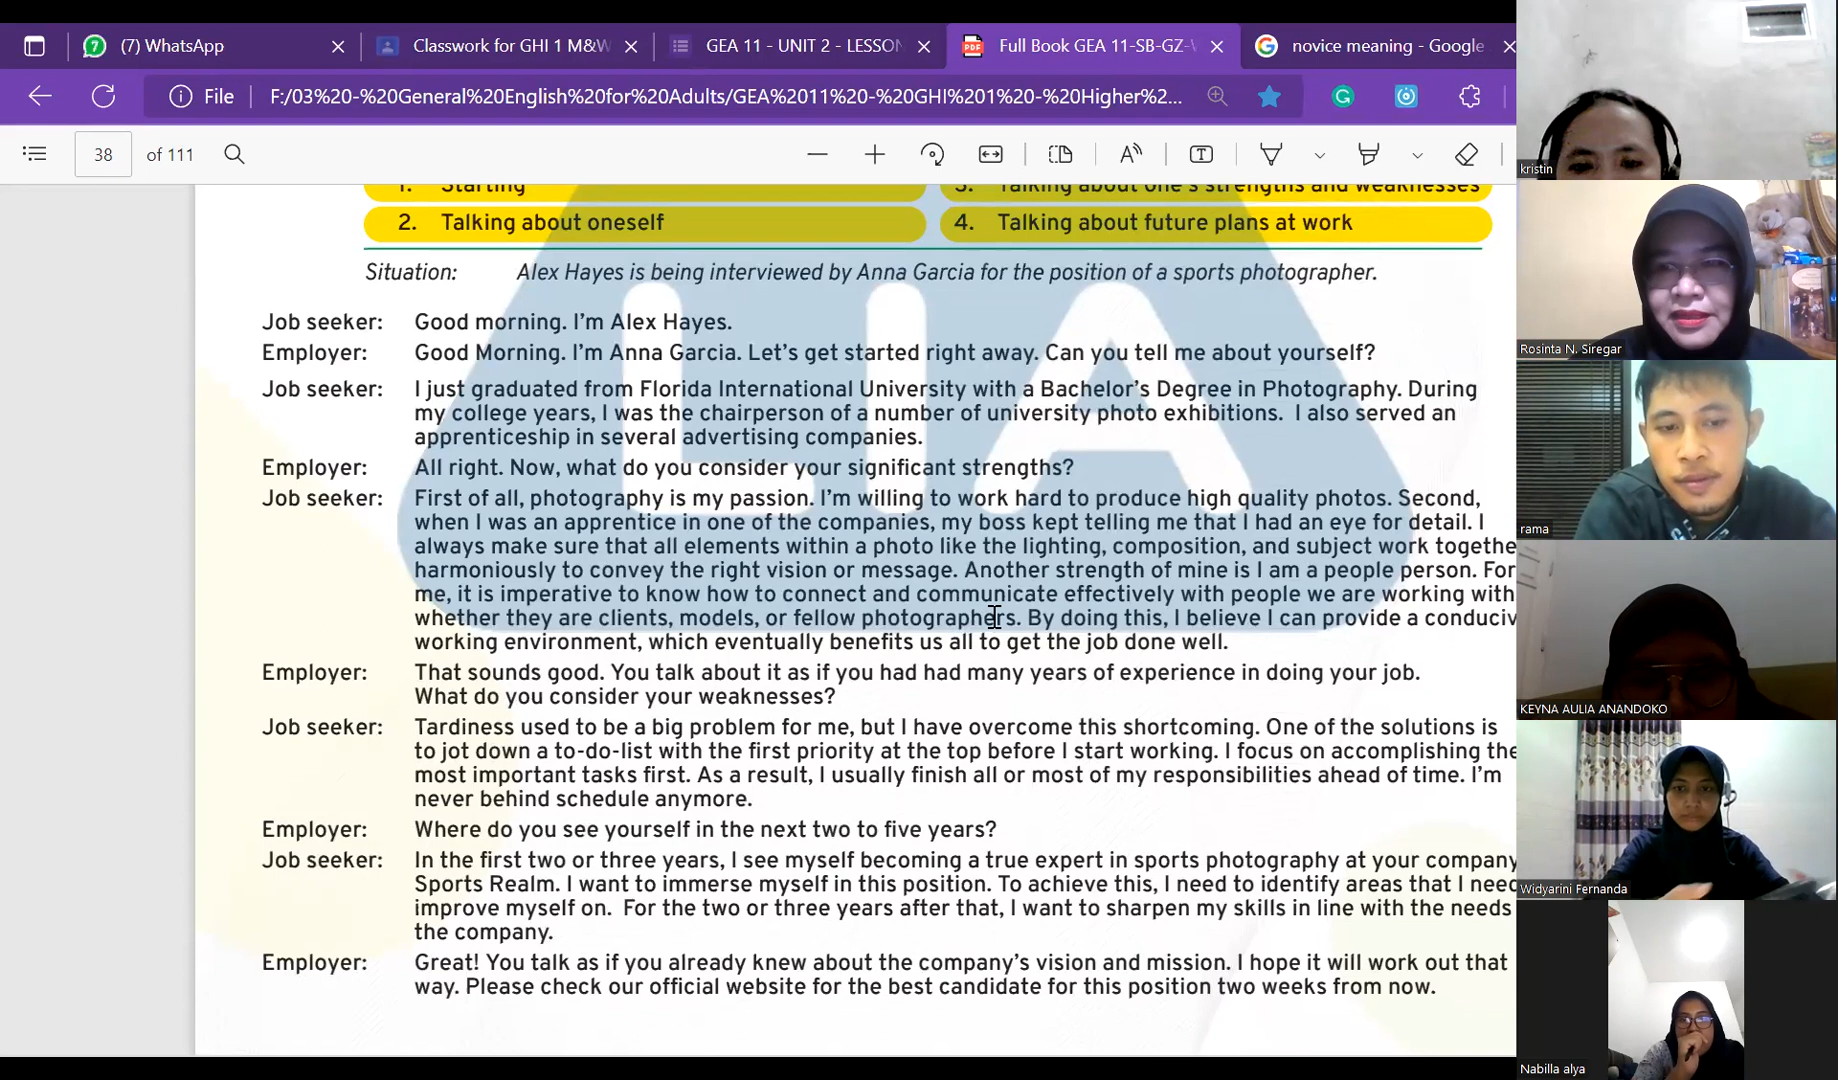 (7) WhatsApp
Classwork for GHI 1 M&W
GEA 11 - UNIT 2 - LESSON
Full Book GEA 11-SB-GZ-
novice meaning - Google
File
F:/03%20-%20General%20English%20for%20Adults/GEA%2011%20-%20GHI%201%20-%20Higher%2...
38 of 111
1. Starting
3. Talking about one's strengths and weaknesses
2. Talking about oneself
4. Talking about future plans at work
Situation: Alex Hayes is being interviewed by Anna Garcia for the position of a sports photographer.
LIA
Job seeker: Good morning. I'm Alex Hayes.
Employer: Good Morning. I'm Anna Garcia. Let's get started right away. Can you tell me about yourself?
Job seeker: I just graduated from Florida International University with a Bachelor's Degree in Photography. During
my college years, I was the chairperson of a number of university photo exhibitions. I also served an
apprenticeship in several advertising companies.
Employer: All right. Now, what do you consider your significant strengths?
Job seeker: First of all, photography is my passion. I'm willing to work hard to produce high quality photos. Second,
when I was an apprentice in one of the companies, my boss kept telling me that I had an eye for detail. I
always make sure that all elements within a photo like the lighting, composition, and subject work togethe
harmoniously to convey the right vision or message. Another strength of mine is I am a people person. For
me, it is imperative to know how to connect and communicate effectively with people we are working with
whether they are clients, models, or fellow photographers. By doing this, I believe I can provide a conduciv
working environment, which eventually benefits us all to get the job done well.
Employer: That sounds good. You talk about it as if you had had many years of experience in doing your job.
What do you consider your weaknesses?
Job seeker: Tardiness used to be a big problem for me, but I have overcome this shortcoming. One of the solutions is
to jot down a to-do-list with the first priority at the top before I start working. I focus on accomplishing the
most important tasks first. As a result, I usually finish all or most of my responsibilities ahead of time. I'm
never behind schedule anymore.
Employer: Where do you see yourself in the next two to five years?
Job seeker: In the first two or three years, I see myself becoming a true expert in sports photography at your company
Sports Realm. I want to immerse myself in this position. To achieve this, I need to identify areas that I need
improve myself on. For the two or three years after that, I want to sharpen my skills in line with the needs
the company.
Employer: Great! You talk as if you already knew about the company's vision and mission. I hope it will work out that
way. Please check our official website for the best candidate for this position two weeks from now.
kristin
Rosinta N. Siregar
rama
KEYNA AULIA ANANDOKO
Widyarini Fernanda
Nabilla alya